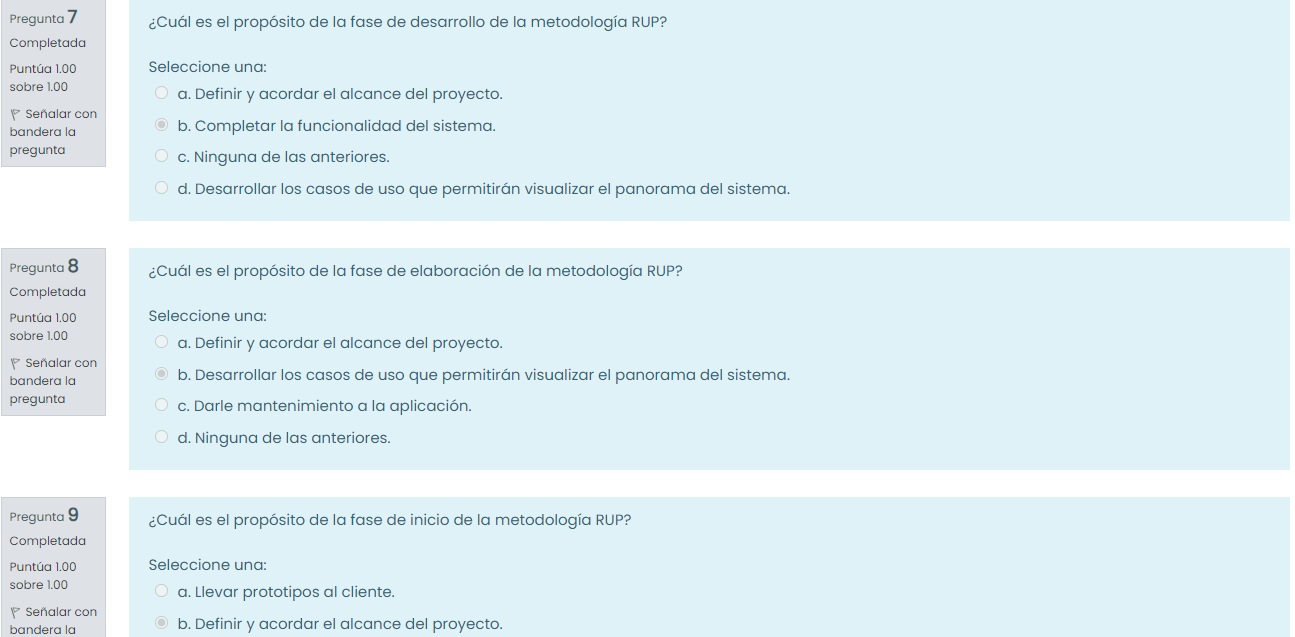 Pregunta 7
Completada
Puntúa 1.00
sobre 1.00
Señalar con
bandera la
pregunta
¿Cuál es el propósito de la fase de desarrollo de la metodología RUP?
Seleccione una:
a. Definir y acordar el alcance del proyecto.
b. Completar la funcionalidad del sistema.
c. Ninguna de las anteriores.
d. Desarrollar los casos de uso que permitirán visualizar el panorama del sistema.
Pregunta 8
Completada
Puntúa 1.00
sobre 1.00
Señalar con
bandera la
pregunta
¿Cuál es el propósito de la fase de elaboración de la metodología RUP?
Seleccione una:
a. Definir y acordar el alcance del proyecto.
b. Desarrollar los casos de uso que permitirán visualizar el panorama del sistema.
c. Darle mantenimiento a la aplicación.
d. Ninguna de las anteriores.
Pregunta 9
Completada
Puntúa 1.00
sobre 1.00
Señalar con
bandera la
¿Cuál es el propósito de la fase de inicio de la metodología RUP?
Seleccione una:
a. Llevar prototipos al cliente.
b. Definir y acordar el alcance del proyecto.